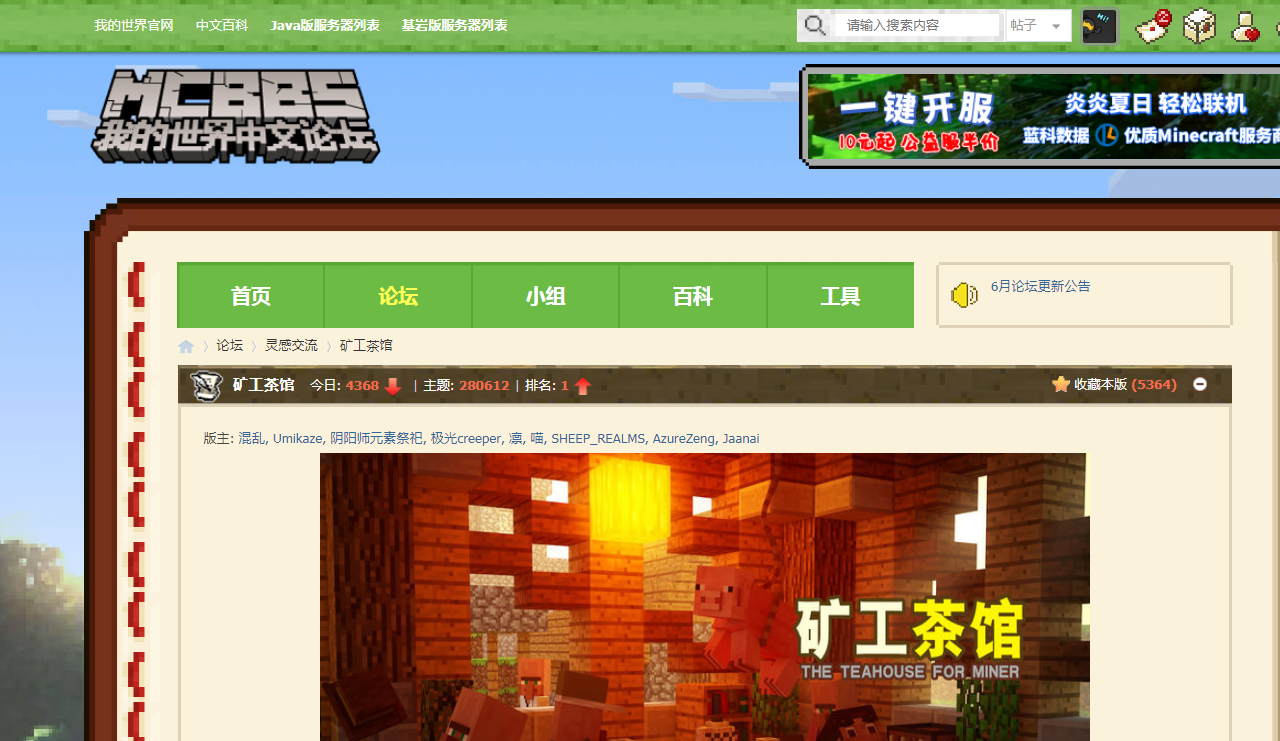 我的世界官网 中文百科 Java版服务器列表 基岩版服务器列表
请输入搜索内容 帖子 2
MCBBS
我的世界中文论坛
一键开服 炎炎夏日 轻松联机
10元起 公益服半价 蓝科数据 优质Minecraft服务商
首页 论坛 小组 百科 工具
6月论坛更新公告
论坛 灵感交流 矿工茶馆
矿工茶馆 今日: 4368 | 主题: 280612 | 排名: 1 收藏本版 (5364)
版主: 混乱, Umikaze, 阴阳师元素祭祀, 极光creeper, 凛, 喵, SHEEP_REALMS, AzureZeng, Jaanai
矿工茶馆
THE TEAHOUSE FOR MINER